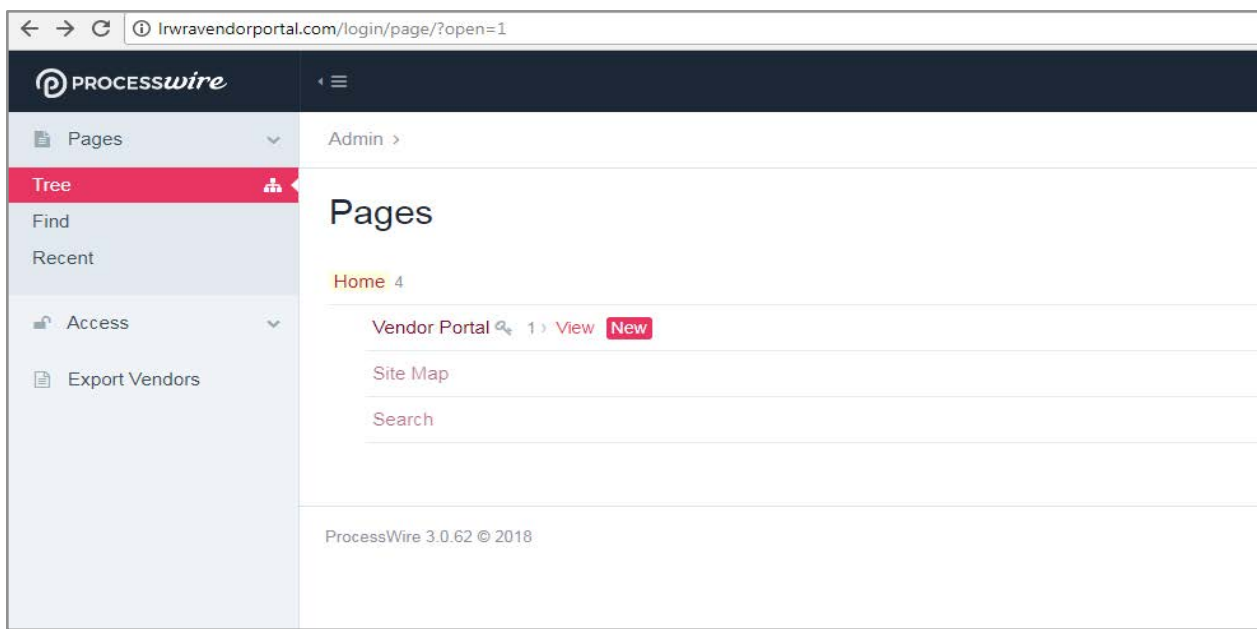 lrwravendorportal.com/login/page/?open=1
PROCESSwire
Pages
Admin >
Tree
Find
Recent
Pages
Home 4
Access
Vendor Portal 1 › View New
Site Map
Export Vendors
Search
ProcessWire 3.0.62 © 2018